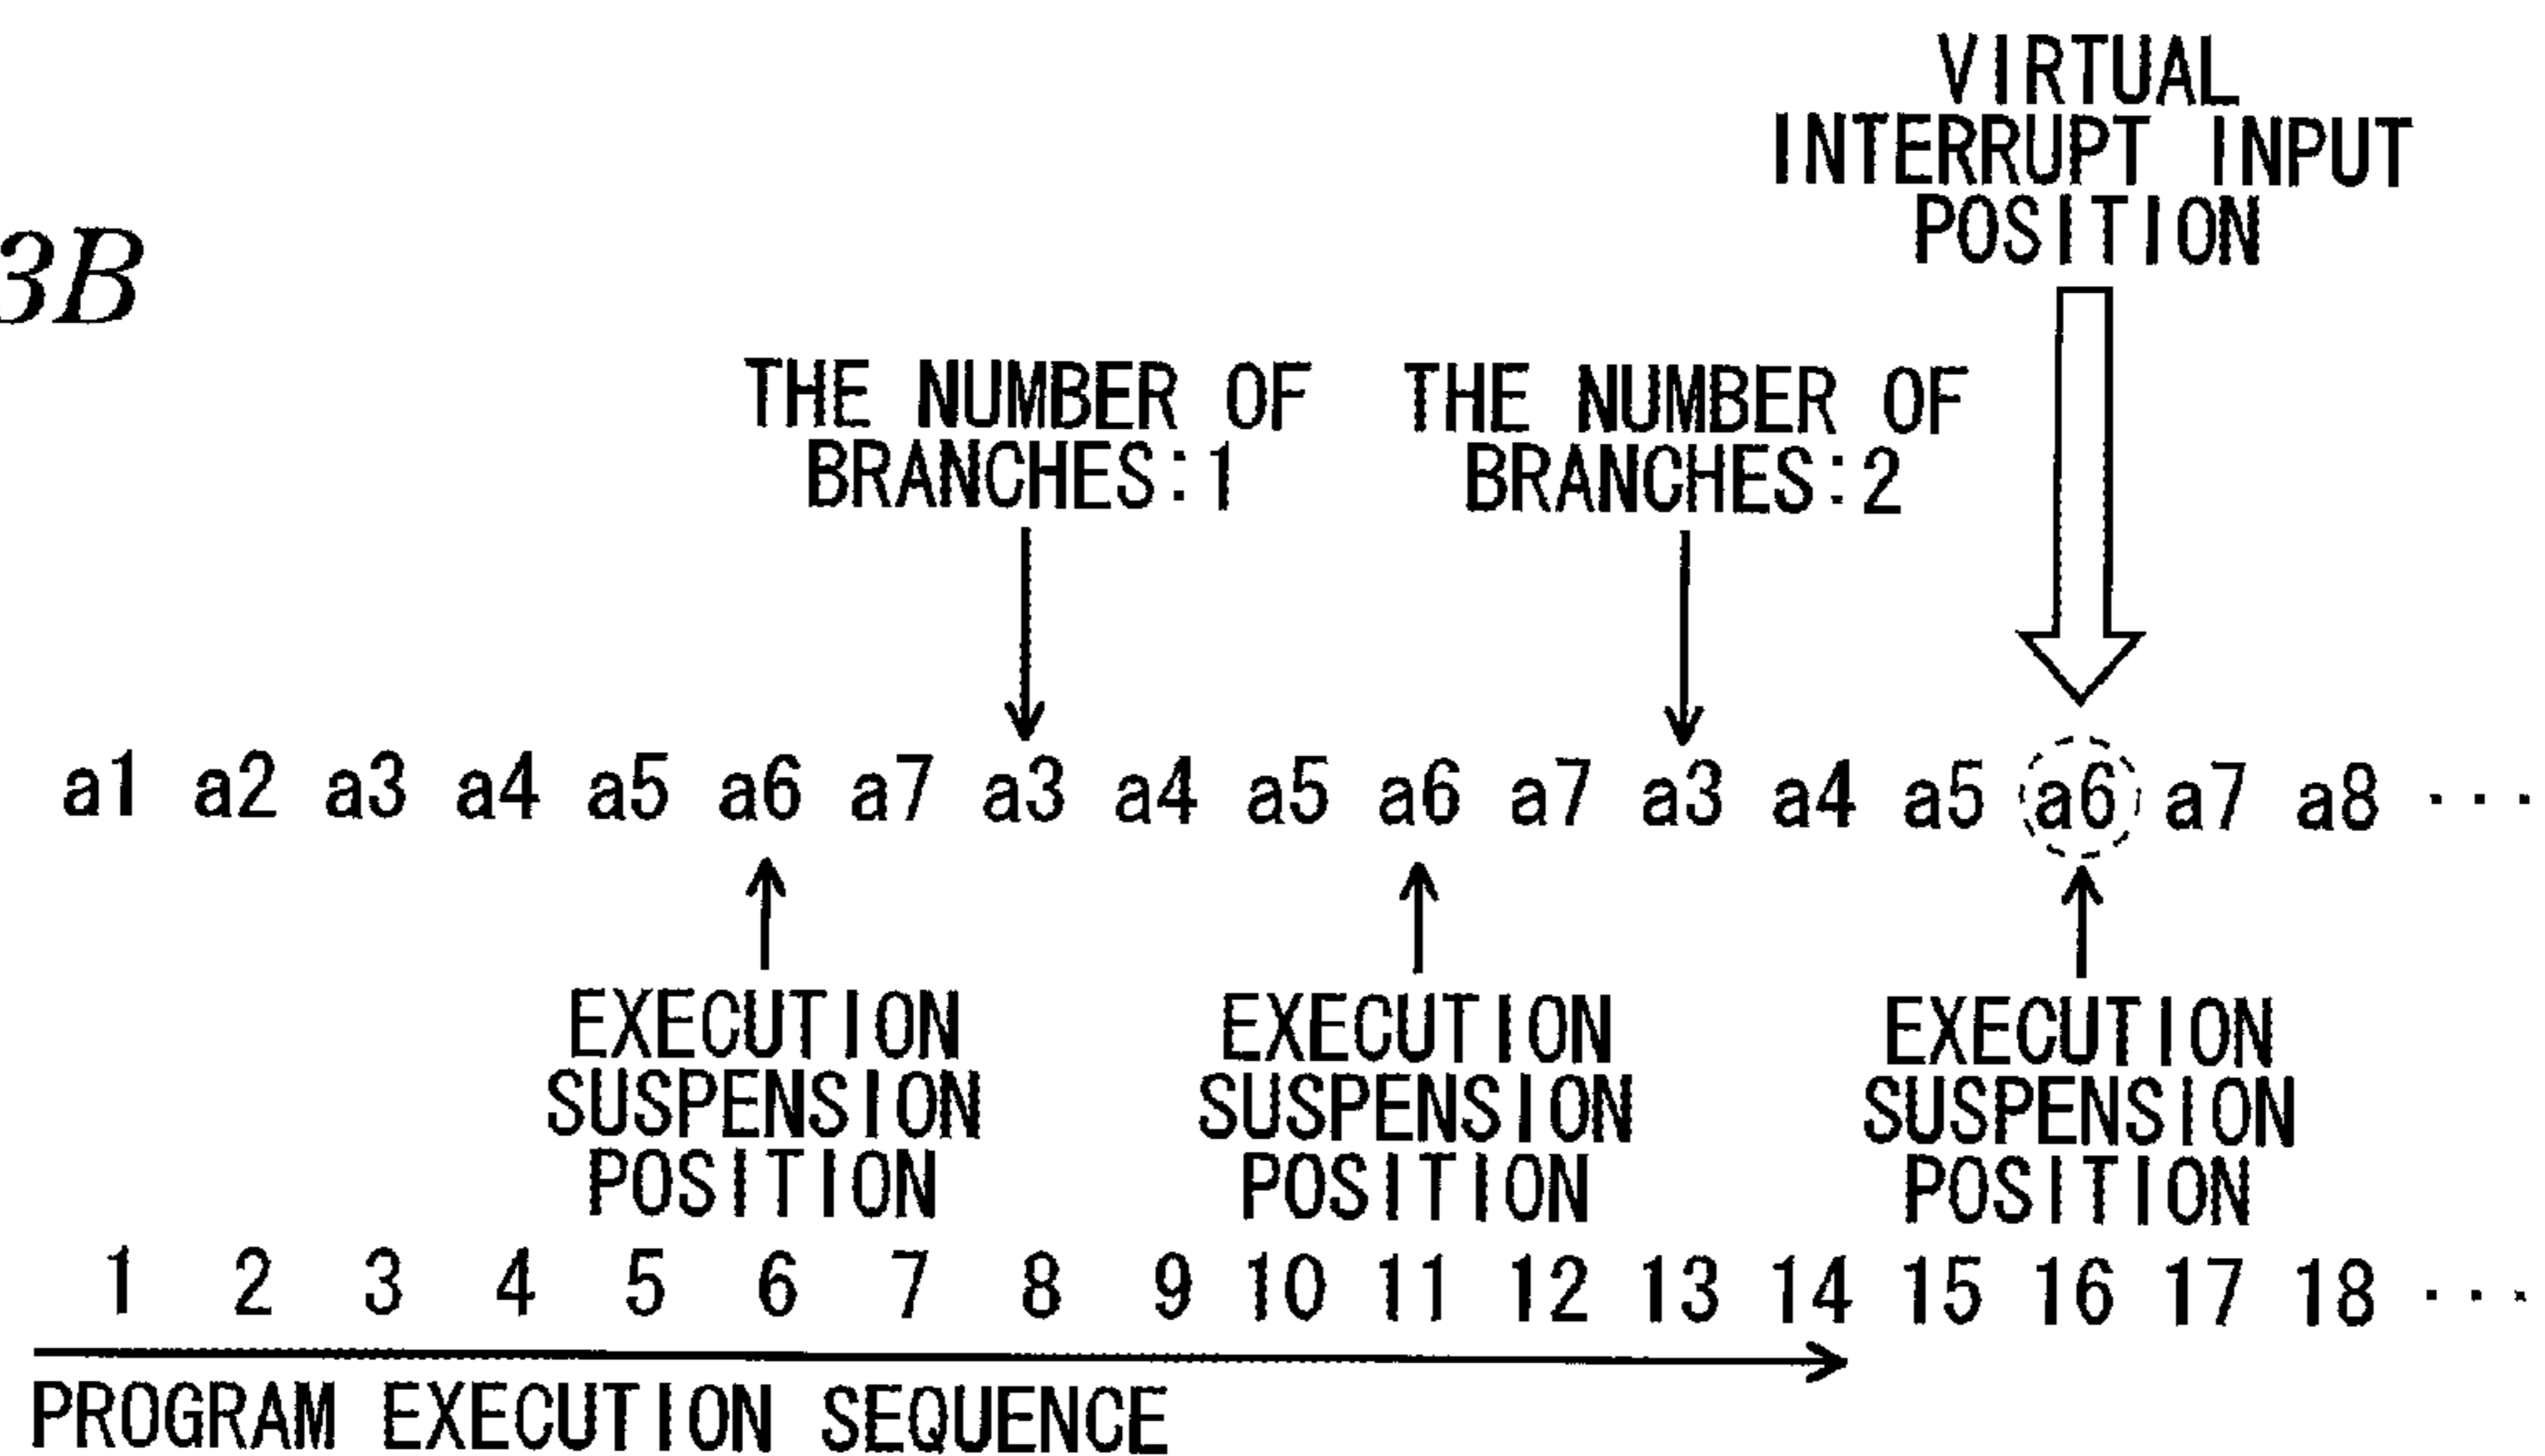 3B
VIRTUAL
INTERRUPT INPUT
POSITION
THE NUMBER OF
BRANCHES:1
THE NUMBER OF
BRANCHES:2
a1 a2 a3 a4 a5 a6 a7 a3 a4 a5 a6 a7 a3 a4 a5 a6 a7 a8 ···
EXECUTION
SUSPENSION
POSITION
EXECUTION
SUSPENSION
POSITION
EXECUTION
SUSPENSION
POSITION
1 2 3 4 5 6 7 8 9 10 11 12 13 14 15 16 17 18 ···
PROGRAM EXECUTION SEQUENCE